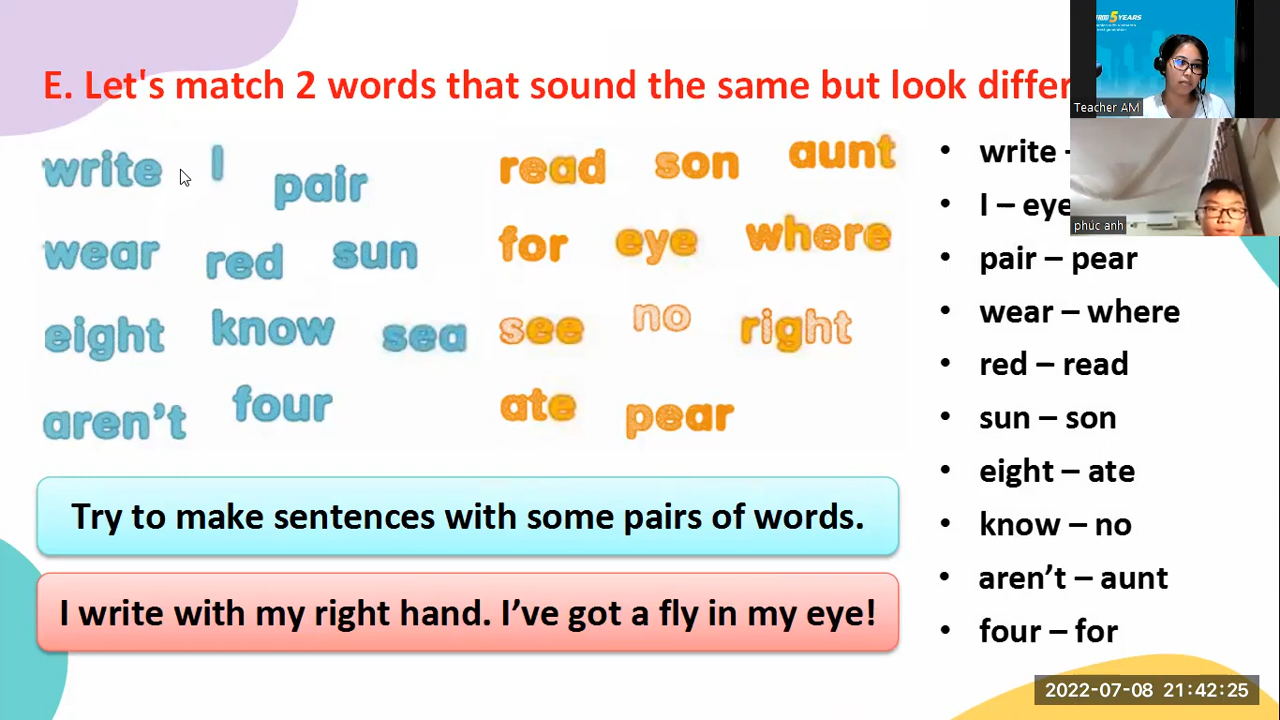 E. Let's match 2 words that sound the same but look differ
write I pair
wear red sun
eight know sea
aren't four
read son aunt
for eye where
see no right
ate pear
Try to make sentences with some pairs of words.
I write with my right hand. I've got a fly in my eye!
• write –
• I – eye
• pair – pear
• wear – where
• red – read
• sun – son
• eight – ate
• know – no
• aren't – aunt
• four – for
5 YEARS
Teacher AM
phúc anh
2022-07-08 21:42:25